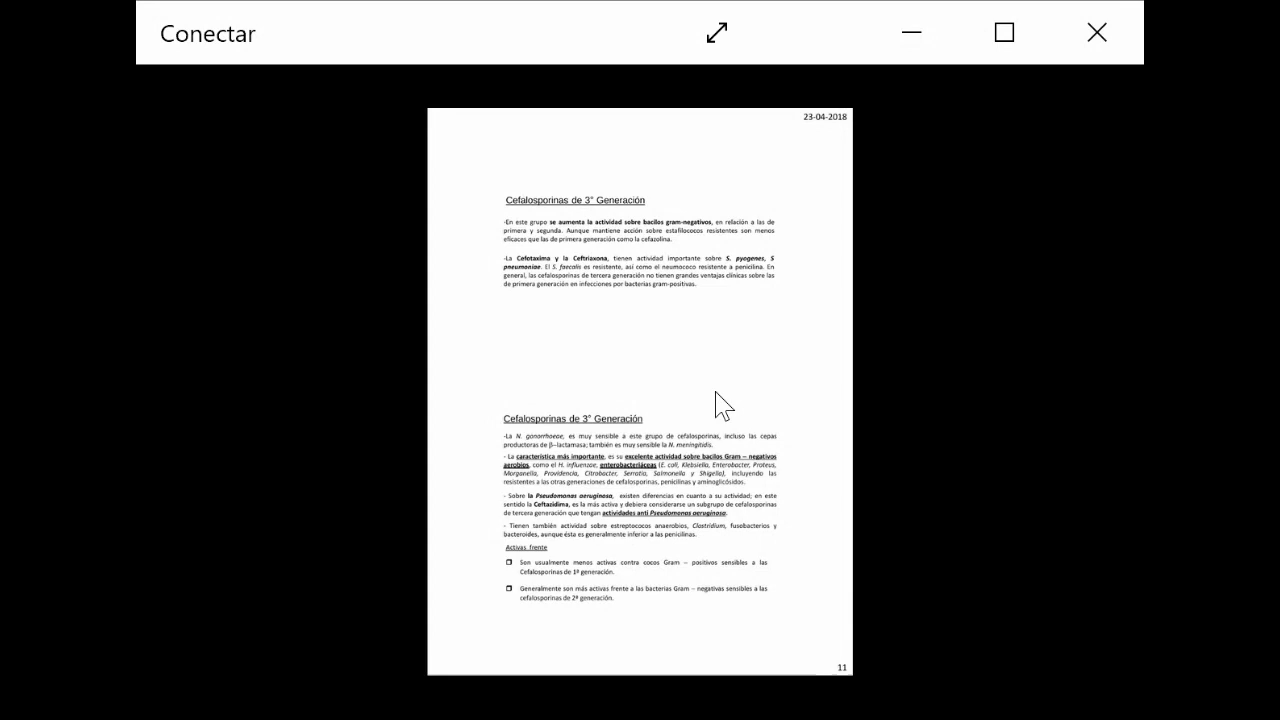 Conectar
23-04-2018
Cefalosporinas de 3° Generación
-En este grupo se aumenta la actividad sobre bacilos gram-negativos, en relación a las de
primera y segunda. Aunque mantiene acción sobre estafilococos resistentes son menos
eficaces que las de primera generación como la cefazolina.
-La Cefotaxima y la Ceftriaxona, tienen actividad importante sobre S. pyogenes, S
pneumoniae. El S. faecalis es resistente, así como el neumococo resistente a penicilina. En
general, las cefalosporinas de tercera generación no tienen grandes ventajas clínicas sobre las
de primera generación en infecciones por bacterias gram-positivas.
Cefalosporinas de 3° Generación
-La N. gonorrhoeae, es muy sensible a este grupo de cefalosporinas, incluso las cepas
productoras de β–lactamasa; también es muy sensible la N. meningitidis.
- La característica más importante, es su excelente actividad sobre bacilos Gram – negativos
aerobios, como el H. influenzae, enterobacteriáceas (E. coli, Klebsiella, Enterobacter, Proteus,
Morganella, Providencia, Citrobacter, Serratia, Salmonella y Shigella), incluyendo las
resistentes a las otras generaciones de cefalosporinas, penicilinas y aminoglicósidos.
- Sobre la Pseudomonas aeruginosa, existen diferencias en cuanto a su actividad; en este
sentido la Ceftazidima, es la más activa y debiera considerarse un subgrupo de cefalosporinas
de tercera generación que tengan actividades anti Pseudomonas aeruginosa.
- Tienen también actividad sobre estreptococos anaerobios, Clostridium, fusobacterias y
bacteroides, aunque ésta es generalmente inferior a las penicilinas.
Activas frente
❒ Son usualmente menos activas contra cocos Gram – positivos sensibles a las
Cefalosporinas de 1ª generación.
❒ Generalmente son más activas frente a las bacterias Gram – negativas sensibles a las
cefalosporinas de 2ª generación.
11